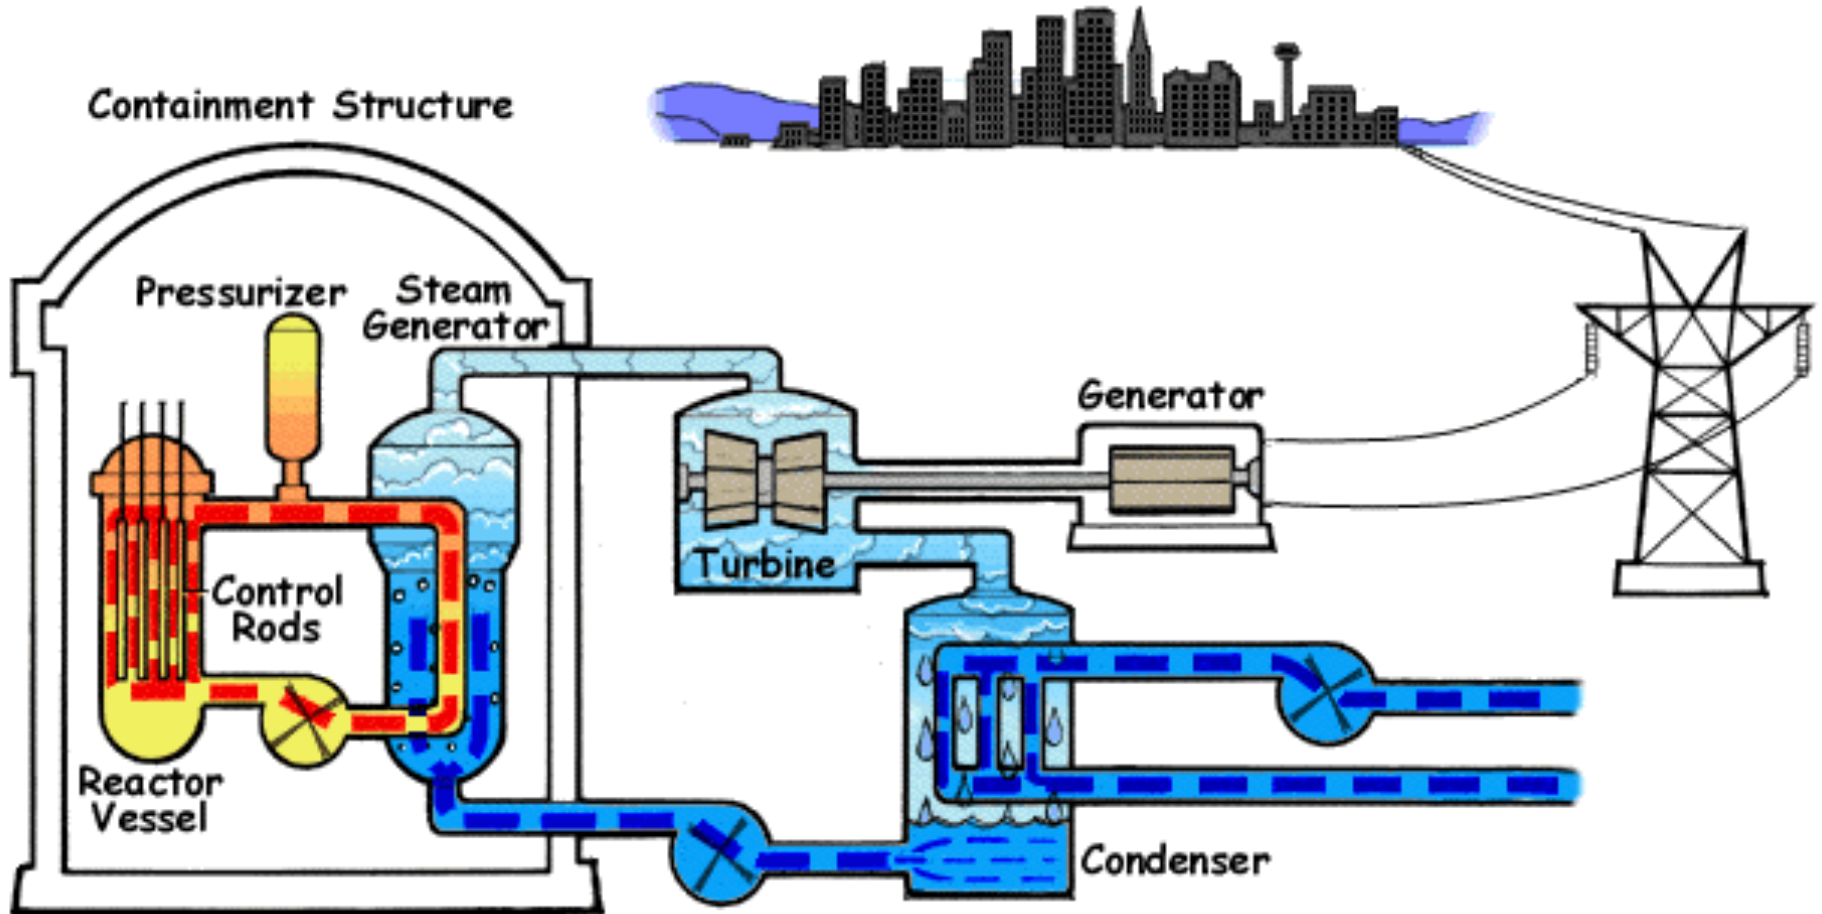 Containment Structure
Pressurizer
Steam
Generator
Control
Rods
Reactor
Vessel
Turbine
Generator
Condenser